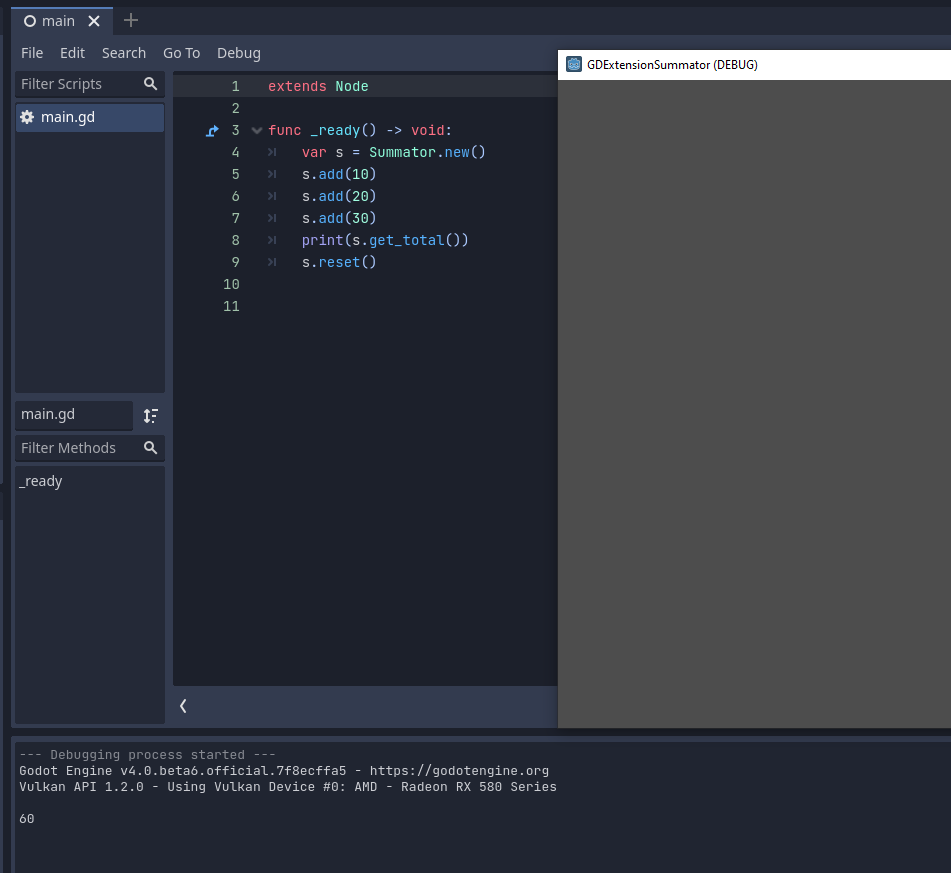 main
File Edit Search Go To Debug
GDExtensionSummator (DEBUG)
Filter Scripts
main.gd
1 extends Node
2
3 func _ready() -> void:
4 var s = Summator.new()
5 s.add(10)
6 s.add(20)
7 s.add(30)
8 print(s.get_total())
9 s.reset()
10
11
main.gd
Filter Methods
_ready
--- Debugging process started ---
Godot Engine v4.0.beta6.official.7f8ecffa5 - https://godotengine.org
Vulkan API 1.2.0 - Using Vulkan Device #0: AMD - Radeon RX 580 Series
60